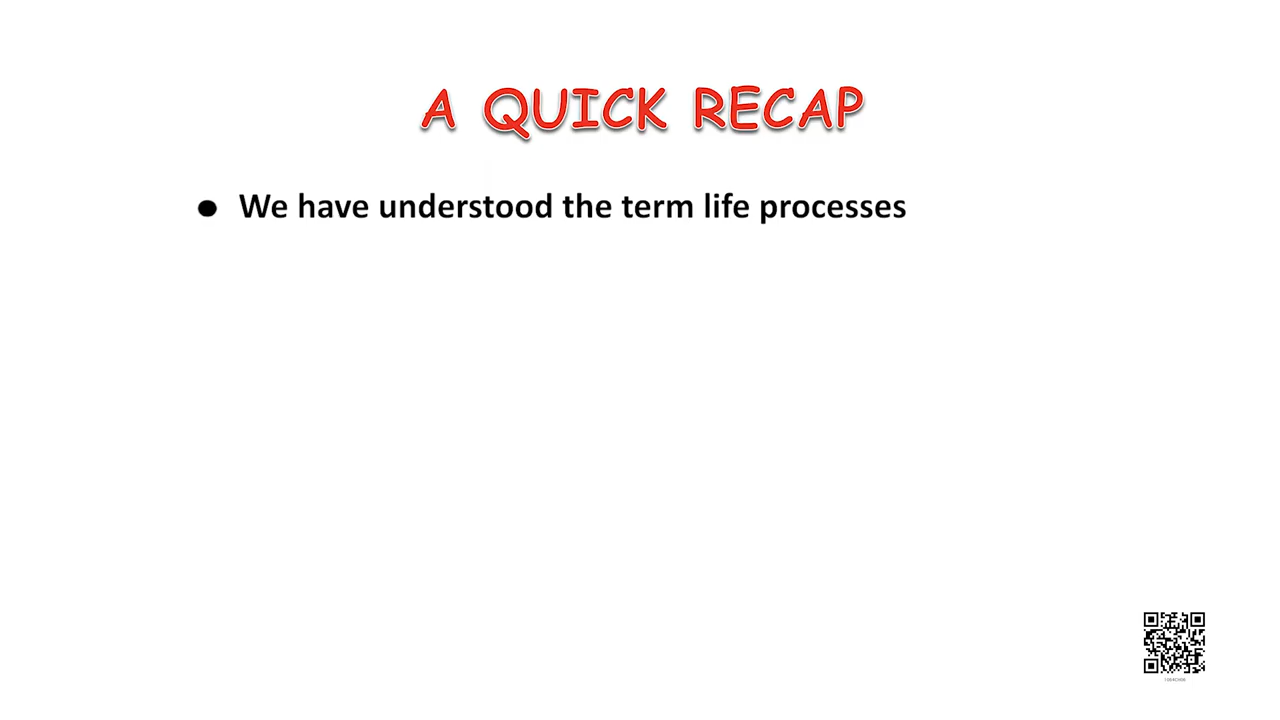 A QUICK RECAP
● We have understood the term life processes